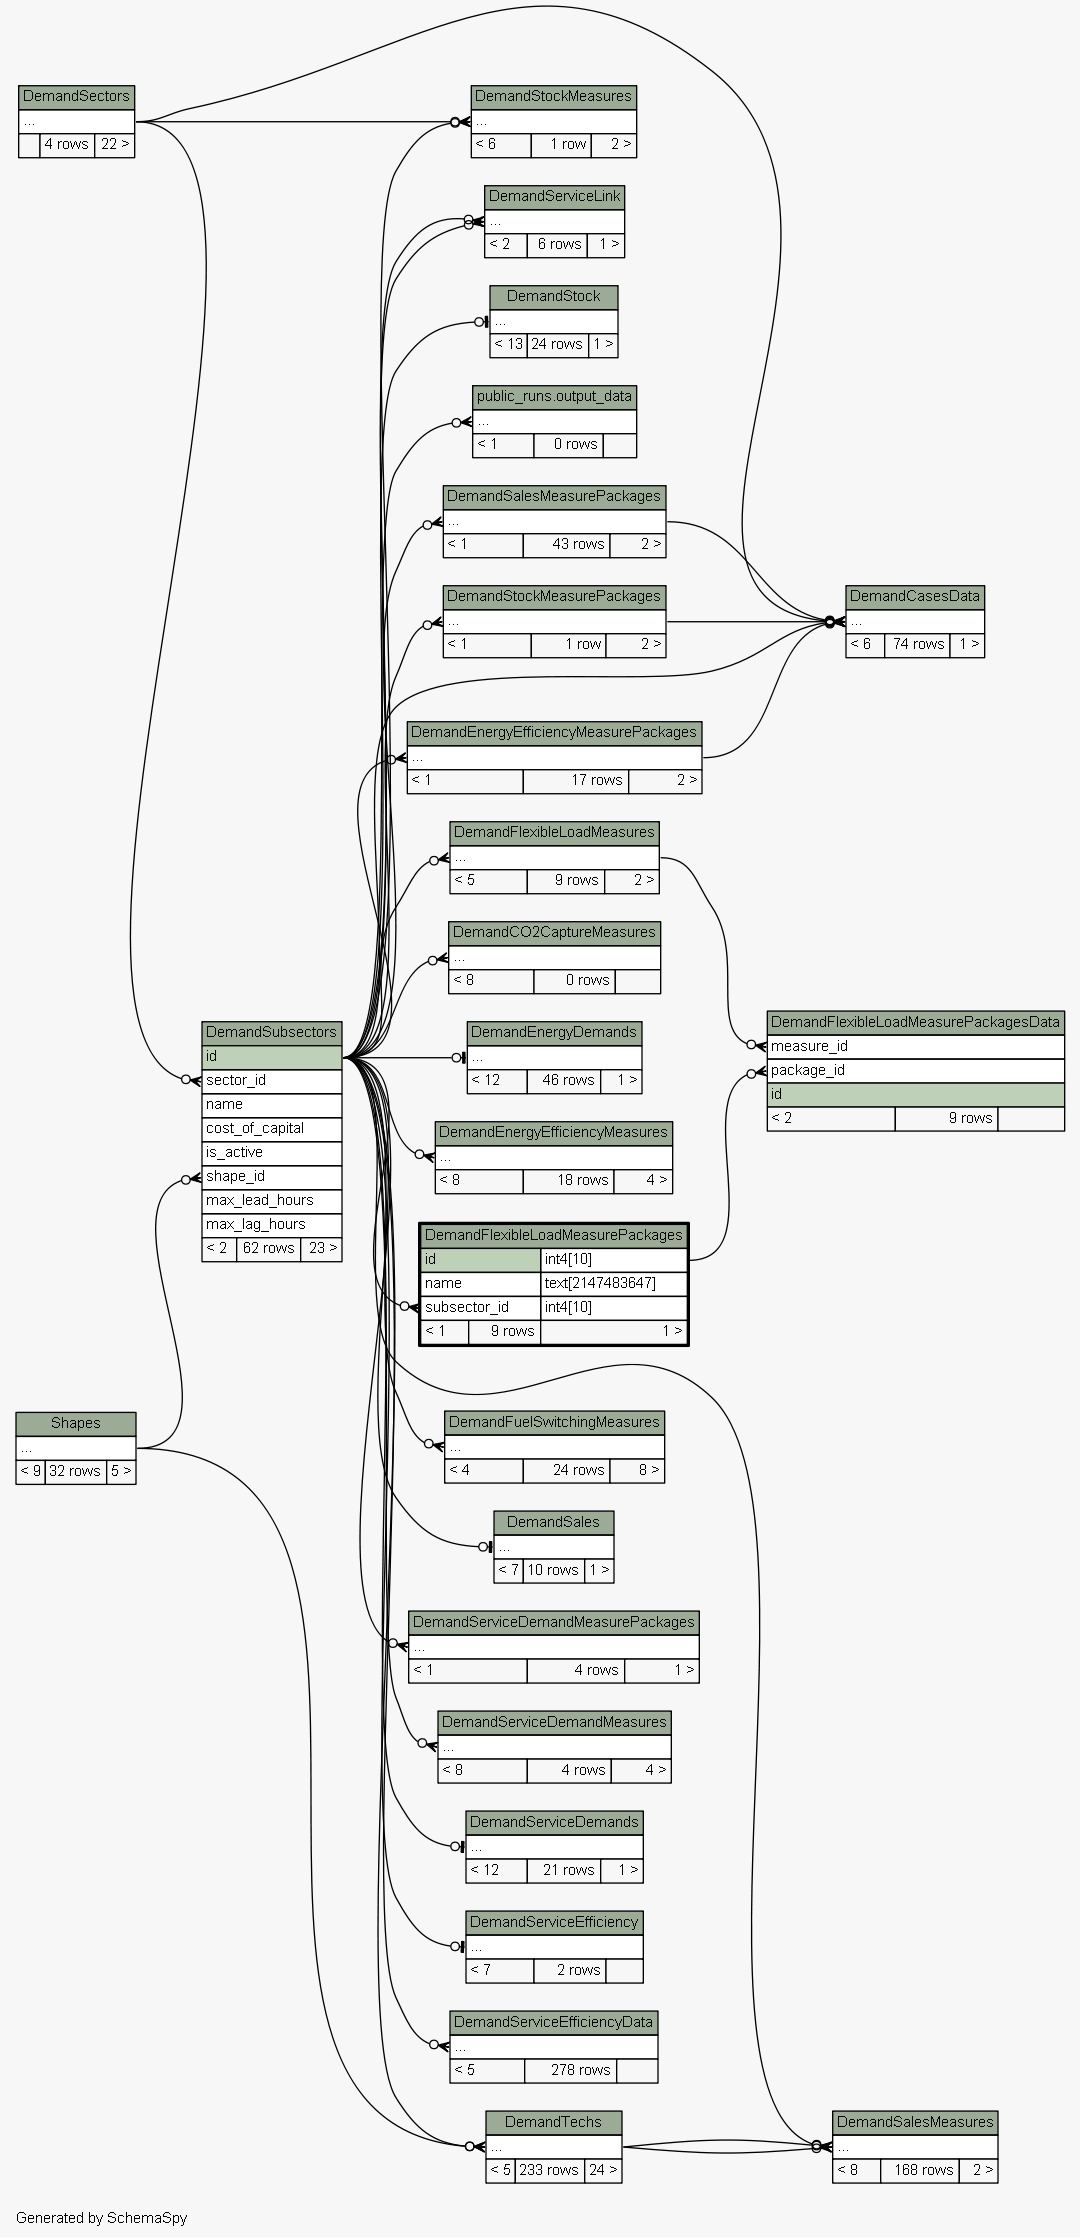 DemandSectors
...
4 rows 22 >
DemandStockMeasures
...
< 6 1 row 2 >
DemandServiceLink
...
< 2 6 rows 1 >
DemandStock
...
< 13 24 rows 1 >
public_runs.output_data
...
< 1 0 rows
DemandSalesMeasurePackages
...
< 1 43 rows 2 >
DemandStockMeasurePackages
...
< 1 1 row 2 >
DemandCasesData
...
< 6 74 rows 1 >
DemandEnergyEfficiencyMeasurePackages
...
< 1 17 rows 2 >
DemandFlexibleLoadMeasures
...
< 5 9 rows 2 >
DemandCO2CaptureMeasures
...
< 8 0 rows
DemandFlexibleLoadMeasurePackagesData
measure_id
package_id
id
< 2 9 rows
DemandSubsectors
id
sector_id
name
cost_of_capital
is_active
shape_id
max_lead_hours
max_lag_hours
< 2 62 rows 23 >
DemandEnergyDemands
...
< 12 46 rows 1 >
DemandEnergyEfficiencyMeasures
...
< 8 18 rows 4 >
DemandFlexibleLoadMeasurePackages
id int4[10]
name text[2147483647]
subsector_id int4[10]
< 1 9 rows 1 >
Shapes
...
< 9 32 rows 5 >
DemandFuelSwitchingMeasures
...
< 4 24 rows 8 >
DemandSales
...
< 7 10 rows 1 >
DemandServiceDemandMeasurePackages
...
< 1 4 rows 1 >
DemandServiceDemandMeasures
...
< 8 4 rows 4 >
DemandServiceDemands
...
< 12 21 rows 1 >
DemandServiceEfficiency
...
< 7 2 rows
DemandServiceEfficiencyData
...
< 5 278 rows
DemandTechs
...
< 5 233 rows 24 >
DemandSalesMeasures
...
< 8 168 rows 2 >
Generated by SchemaSpy